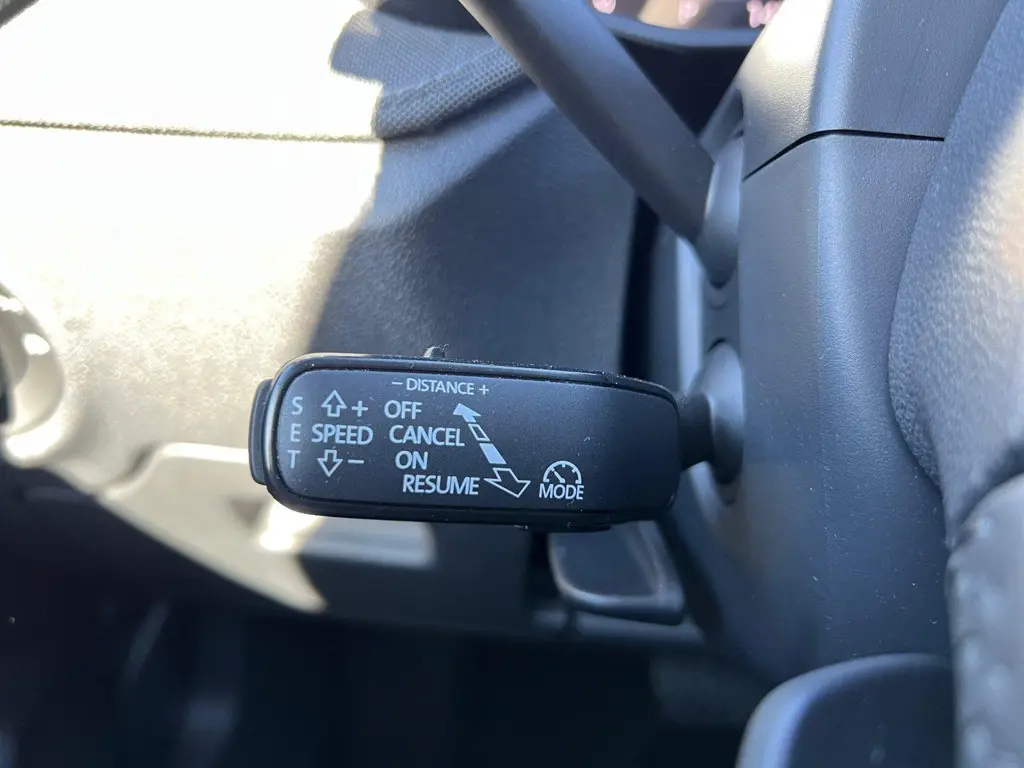 − DISTANCE +
S + OFF
E SPEED CANCEL
T − ON
RESUME
MODE